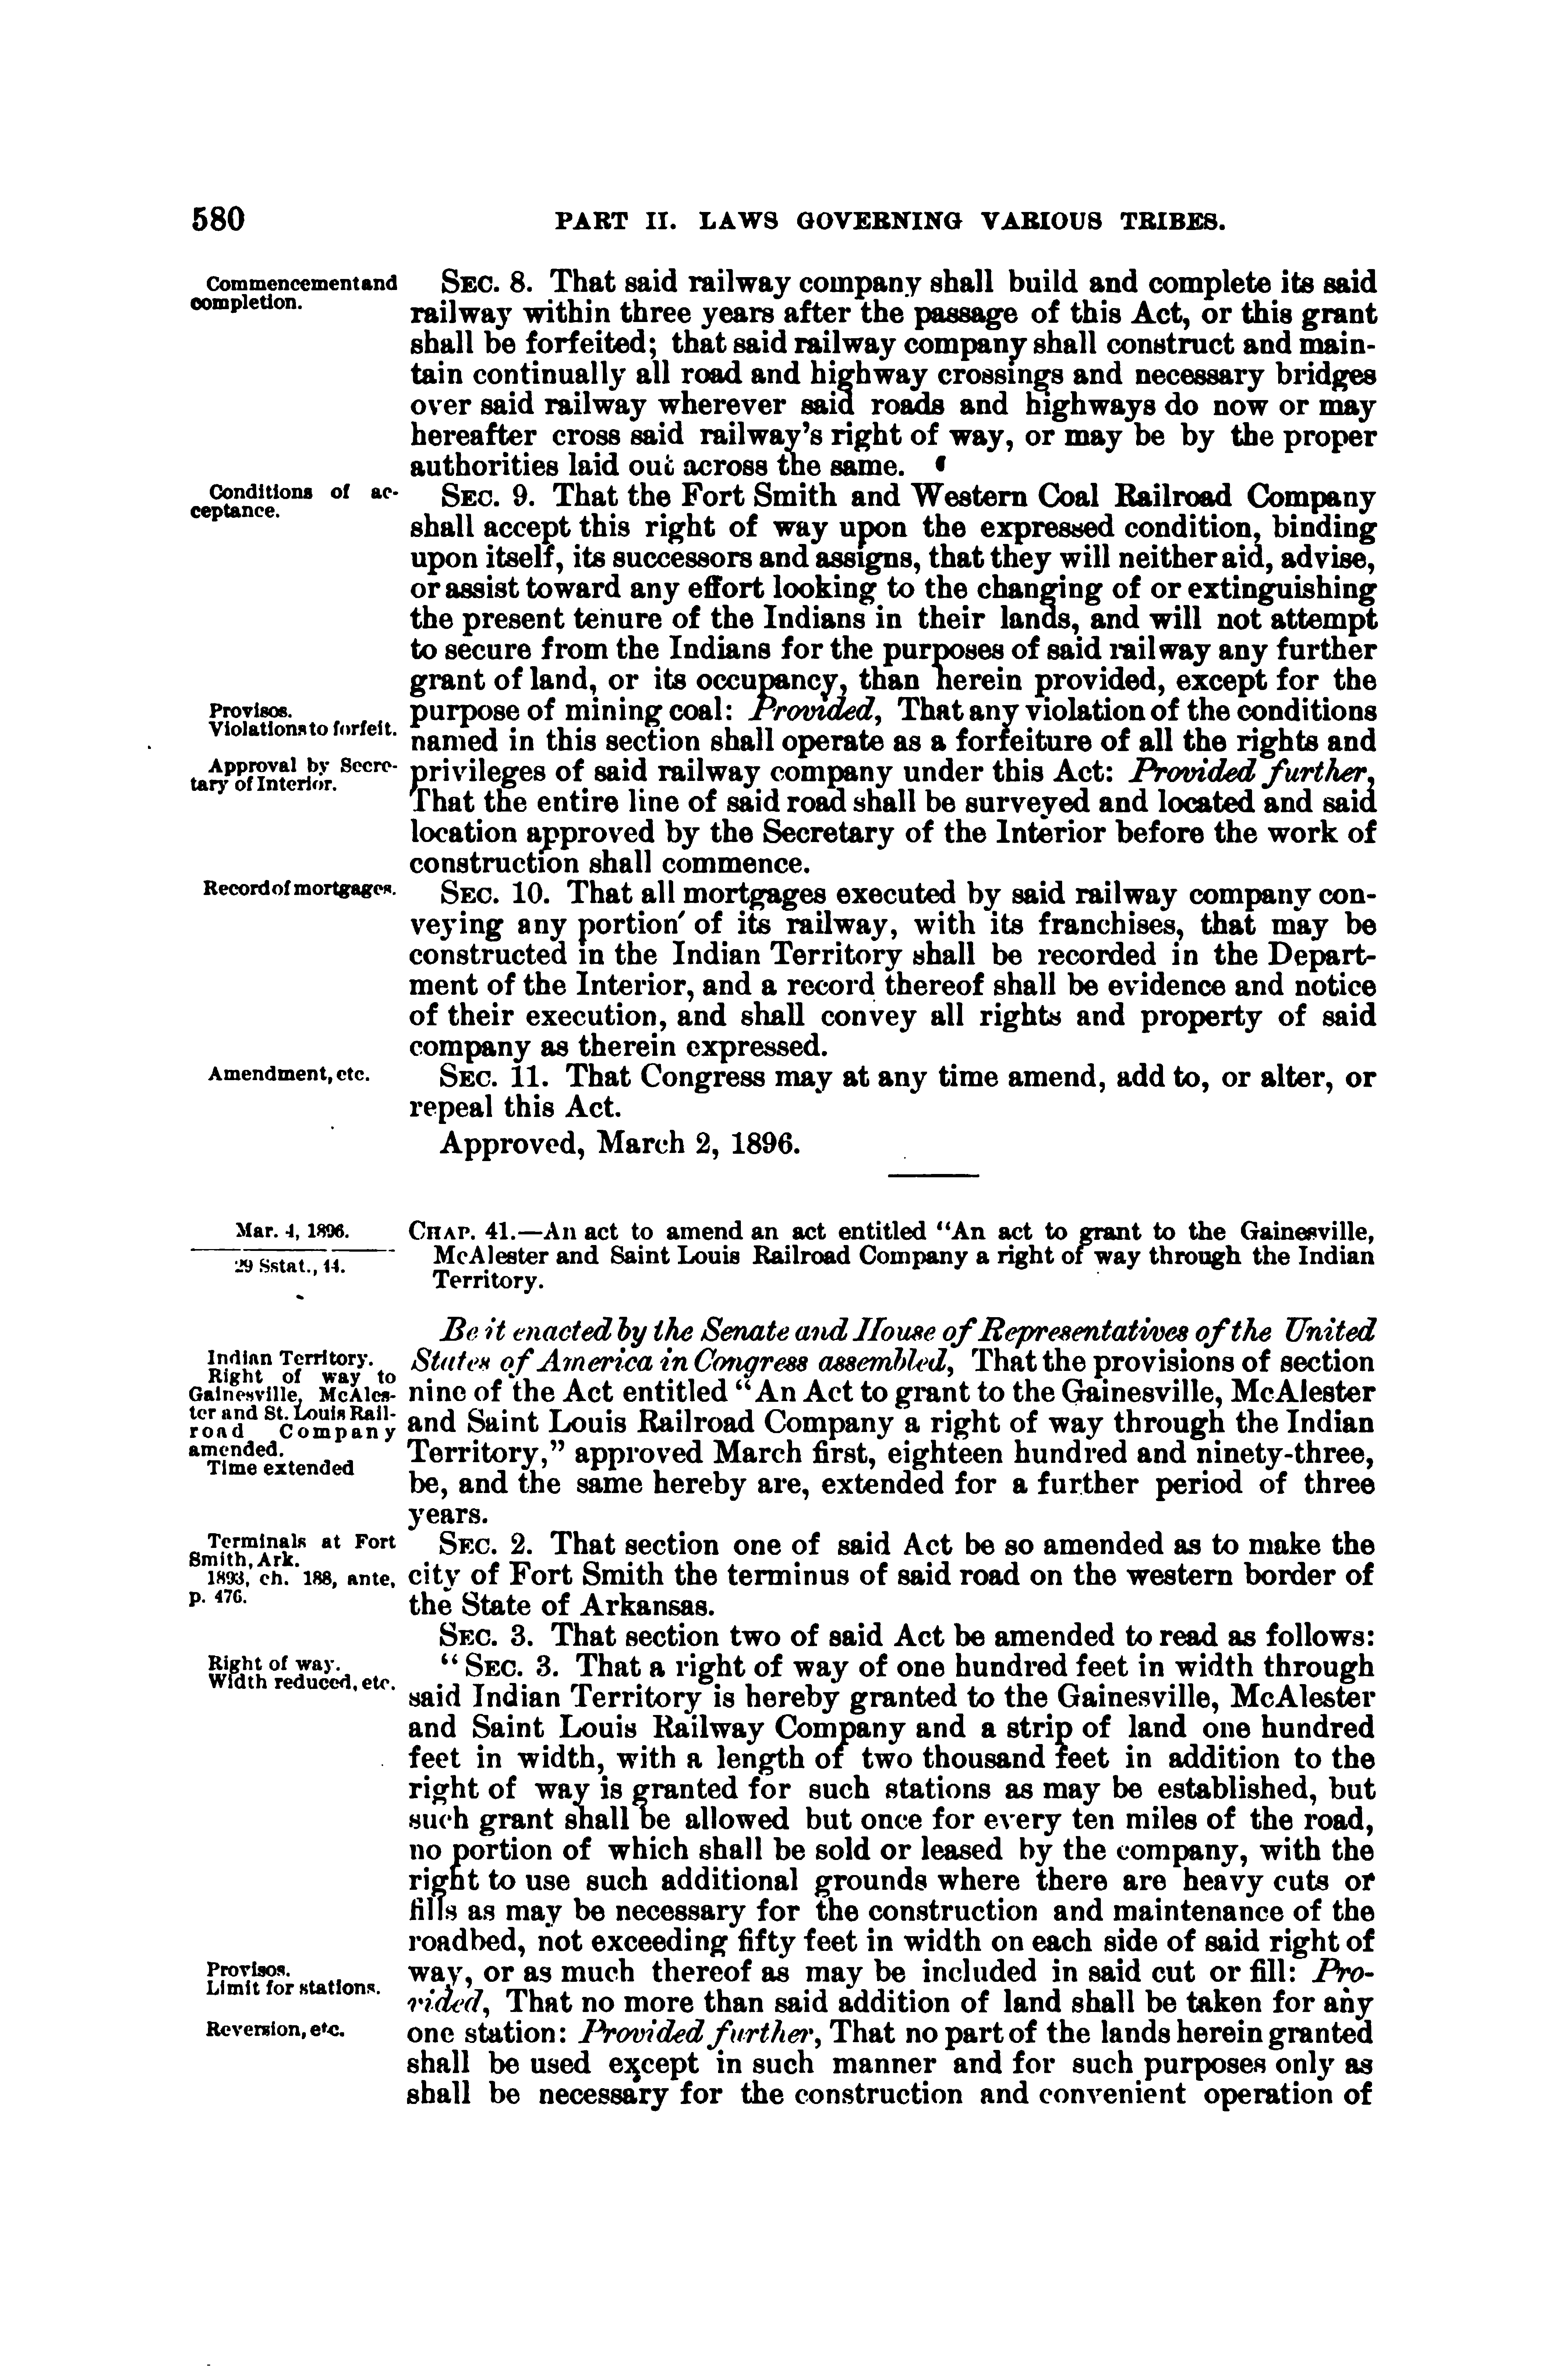 580
PART II. LAWS GOVERNING VARIOUS TRIBES.
Commencement and
completion.
SEC. 8. That said railway company shall build and complete its said
railway within three years after the passage of this Act, or this grant
shall be forfeited; that said railway company shall construct and main-
tain continually all road and highway crossings and necessary bridges
over said railway wherever said roads and highways do now or may
hereafter cross said railway's right of way, or may be by the proper
authorities laid out across the same.
Conditions of ac-
ceptance.
SEC. 9. That the Fort Smith and Western Coal Railroad Company
shall accept this right of way upon the expressed condition, binding
upon itself, its successors and assigns, that they will neither aid, advise,
or assist toward any effort looking to the changing of or extinguishing
the present tenure of the Indians in their lands, and will not attempt
to secure from the Indians for the purposes of said railway any further
grant of land, or its occupancy, than herein provided, except for the
Provisos.
Violations to forfeit.
purpose of mining coal: Provided, That any violation of the conditions
named in this section shall operate as a forfeiture of all the rights and
Approval by Secre-
tary of Interior.
privileges of said railway company under this Act: Provided further,
That the entire line of said road shall be surveyed and located and said
location approved by the Secretary of the Interior before the work of
construction shall commence.
Record of mortgages.
SEC. 10. That all mortgages executed by said railway company con-
veying any portion of its railway, with its franchises, that may be
constructed in the Indian Territory shall be recorded in the Depart-
ment of the Interior, and a record thereof shall be evidence and notice
of their execution, and shall convey all rights and property of said
company as therein expressed.
Amendment, etc.
SEC. 11. That Congress may at any time amend, add to, or alter, or
repeal this Act.
Approved, March 2, 1896.
Mar. 4, 1896.
29 Sstat., 44.
CHAP. 41.—An act to amend an act entitled "An act to grant to the Gainesville,
McAlester and Saint Louis Railroad Company a right of way through the Indian
Territory.
Be it enacted by the Senate and House of Representatives of the United
Indian Territory.
Right of way to
Gainesville, McAles-
ter and St. Louis Rail-
road Company
amended.
Time extended
States of America in Congress assembled, That the provisions of section
nine of the Act entitled "An Act to grant to the Gainesville, McAlester
and Saint Louis Railroad Company a right of way through the Indian
Territory," approved March first, eighteen hundred and ninety-three,
be, and the same hereby are, extended for a further period of three
years.
Terminals at Fort
Smith, Ark.
1893, ch. 188, ante,
p. 476.
SEC. 2. That section one of said Act be so amended as to make the
city of Fort Smith the terminus of said road on the western border of
the State of Arkansas.
SEC. 3. That section two of said Act be amended to read as follows:
Right of way.
Width reduced, etc.
"SEC. 3. That a right of way of one hundred feet in width through
said Indian Territory is hereby granted to the Gainesville, McAlester
and Saint Louis Railway Company and a strip of land one hundred
feet in width, with a length of two thousand feet in addition to the
right of way is granted for such stations as may be established, but
such grant shall be allowed but once for every ten miles of the road,
no portion of which shall be sold or leased by the company, with the
right to use such additional grounds where there are heavy cuts or
fills as may be necessary for the construction and maintenance of the
roadbed, not exceeding fifty feet in width on each side of said right of
Provisos.
Limit for stations.
way, or as much thereof as may be included in said cut or fill: Pro-
vided, That no more than said addition of land shall be taken for any
Reversion, etc.
one station: Provided further, That no part of the lands herein granted
shall be used except in such manner and for such purposes only as
shall be necessary for the construction and convenient operation of